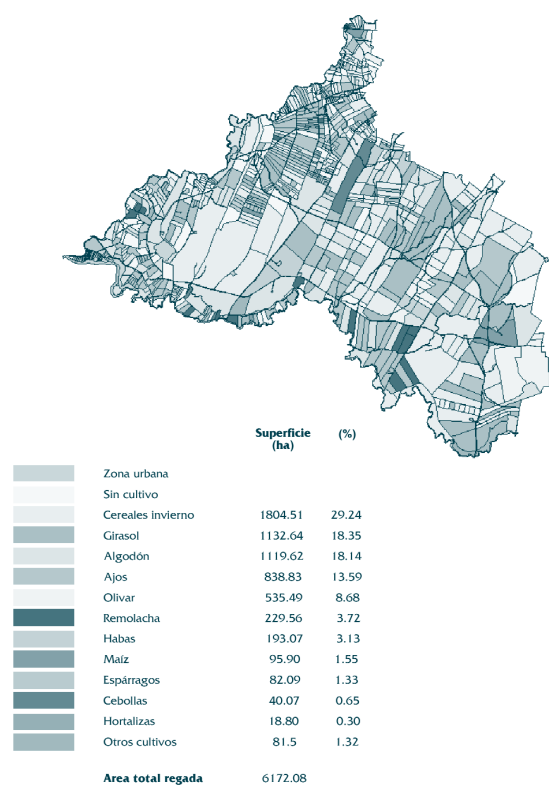 Superficie (%)
(ha)
Zona urbana
Sin cultivo
Cereales invierno 1804.51 29.24
Girasol 1132.64 18.35
Algodón 1119.62 18.14
Ajos 838.83 13.59
Olivar 535.49 8.68
Remolacha 229.56 3.72
Habas 193.07 3.13
Maíz 95.90 1.55
Espárragos 82.09 1.33
Cebollas 40.07 0.65
Hortalizas 18.80 0.30
Otros cultivos 81.5 1.32
Area total regada 6172.08